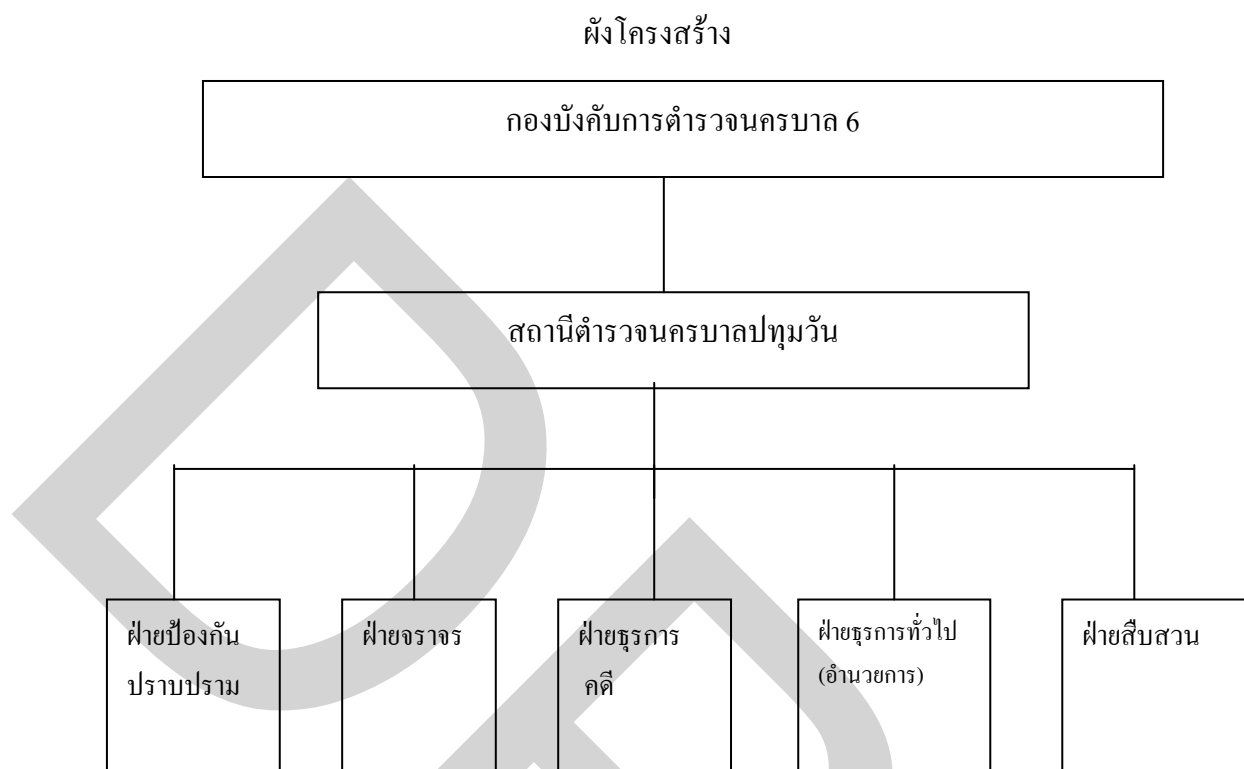 ผังโครงสร้าง
กองบังคับการตำรวจนครบาล 6
สถานีตำรวจนครบาลปทุมวัน
ฝ่ายป้องกัน
ปราบปราม
ฝ่ายจราจร
ฝ่ายธุรการ
คดี
ฝ่ายธุรการทั่วไป
(อำนวยการ)
ฝ่ายสืบสวน